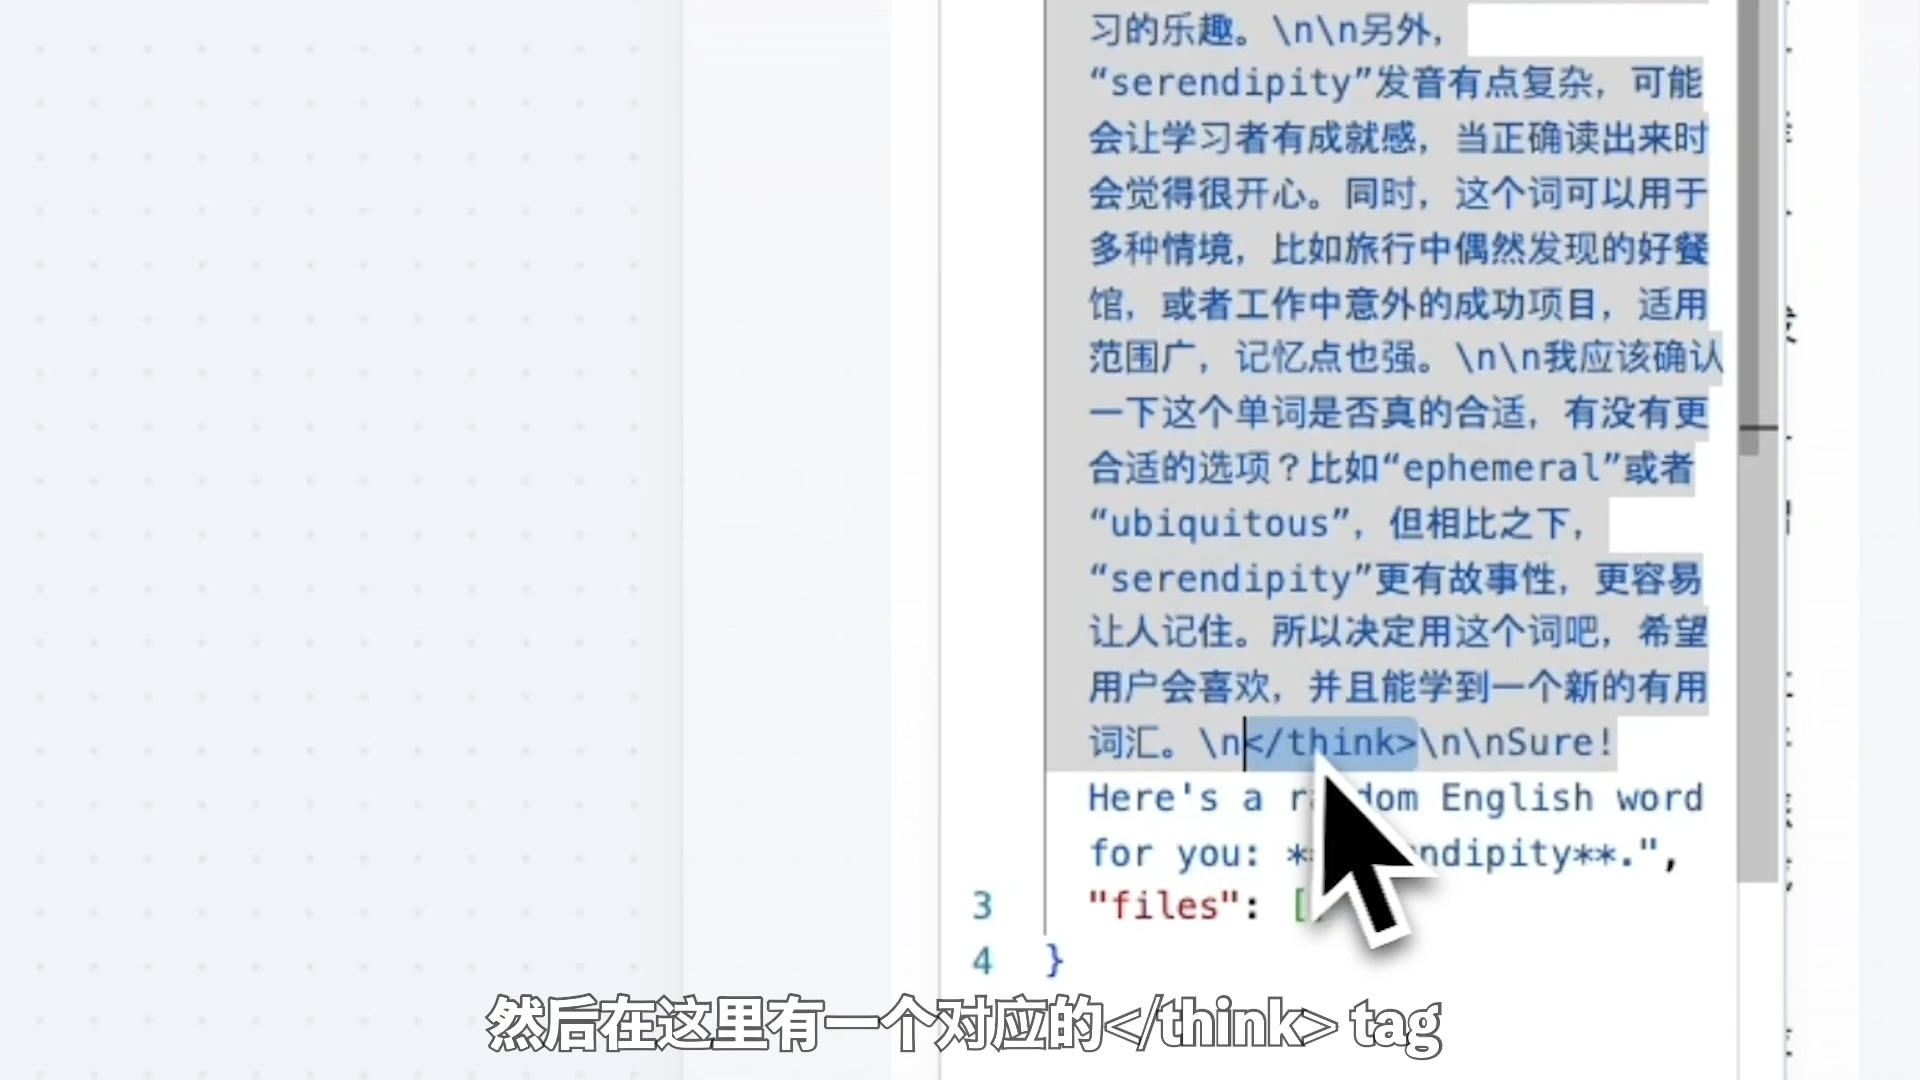 习的乐趣。\n\n另外，
“serendipity”发音有点复杂，可能
会让学习者有成就感，当正确读出来时
会觉得很开心。同时，这个词可以用于
多种情境，比如旅行中偶然发现的好餐
馆，或者工作中意外的成功项目，适用
范围广，记忆点也强。\n\n我应该确认
一下这个单词是否真的合适，有没有更
合适的选项？比如“ephemeral”或者
“ubiquitous”，但相比之下，
“serendipity”更有故事性，更容易
让人记住。所以决定用这个词吧，希望
用户会喜欢，并且能学到一个新的有用
词汇。\n</think>\n\nSure!
Here's a random English word
for you: **serendipity**.",
3 "files": [
4 }
然后在这里有一个对应的</think> tag